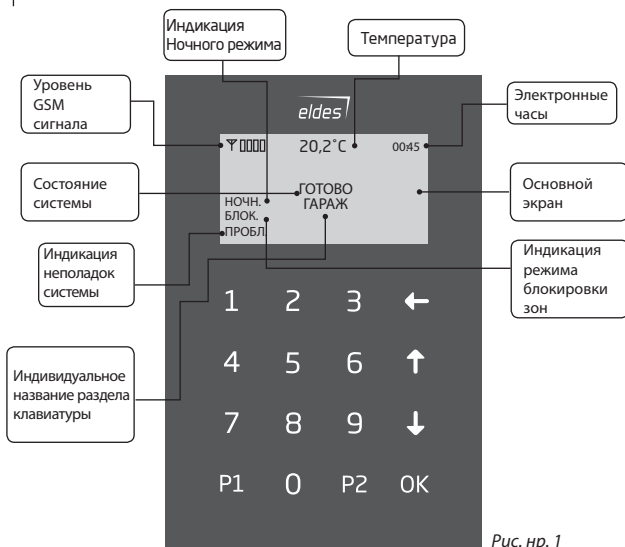 Индикация
Ночного режима
Температура
Уровень
GSM
сигнала
Электронные
часы
eldes
20,2˚C
00:45
Состояние
системы
ГОТОВО
ГАРАЖ
НОЧН.
БЛОК.
ПРОБЛ.
Основной
экран
Индикация
неполадок
системы
Индикация
режима
блокировки
зон
1 2 3 ←
Индивидуальное
название раздела
клавиатуры
4 5 6 ↑
7 8 9 ↓
P1 0 P2 OK
Рис. нр. 1